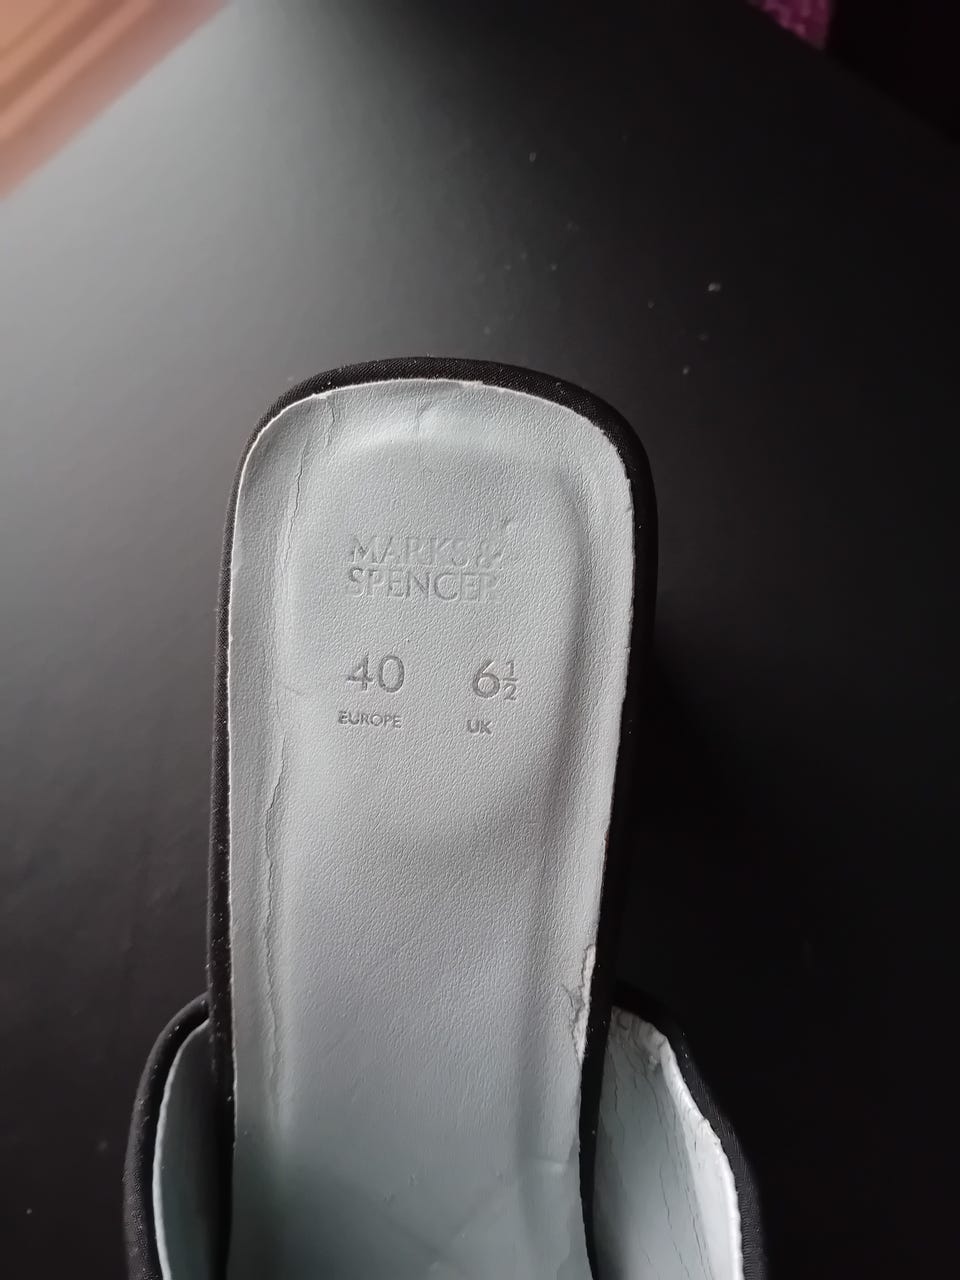 MARKS &
SPENCER
40 6½
EUROPE UK